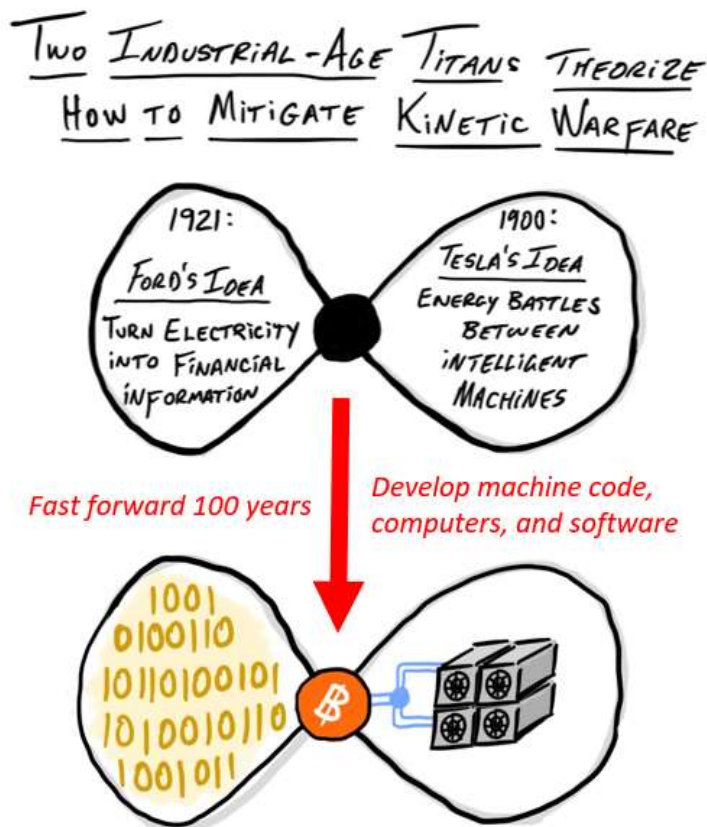 Two Industrial-Age Titans Theorize
How to Mitigate Kinetic Warfare
1921:
Ford's Idea
Turn Electricity
into Financial
information
1900:
Tesla's Idea
Energy Battles
Between
intelligent
Machines
Fast forward 100 years
Develop machine code,
computers, and software
1001
0100110
10110100101
1010010110
1001011
₿